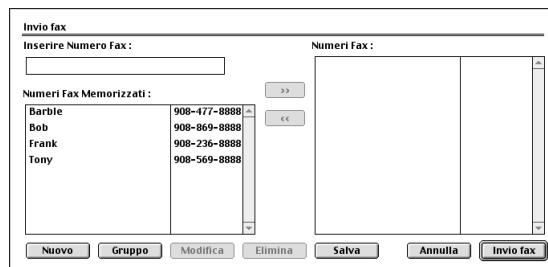 Invio fax
Inserire Numero Fax :
Numeri Fax Memorizzati :
Barble 908-477-8888
Bob 908-869-8888
Frank 908-236-8888
Tony 908-569-8888
>>
<<
Numeri Fax :
Nuovo Gruppo Modifica Elimina Salva Annulla Invio fax